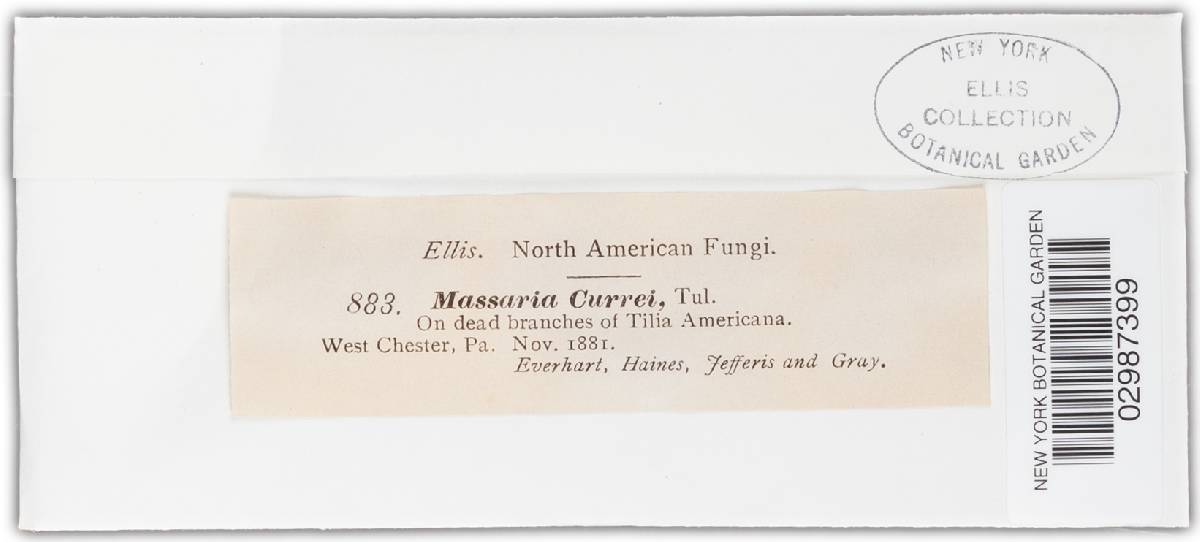 NEW YORK
ELLIS
COLLECTION
BOTANICAL GARDEN
Ellis. North American Fungi.
883. Massaria Currei, Tul.
On dead branches of Tilia Americana.
West Chester, Pa. Nov. 1881.
Everhart, Haines, Jefferis and Gray.
NEW YORK BOTANICAL GARDEN
02987399